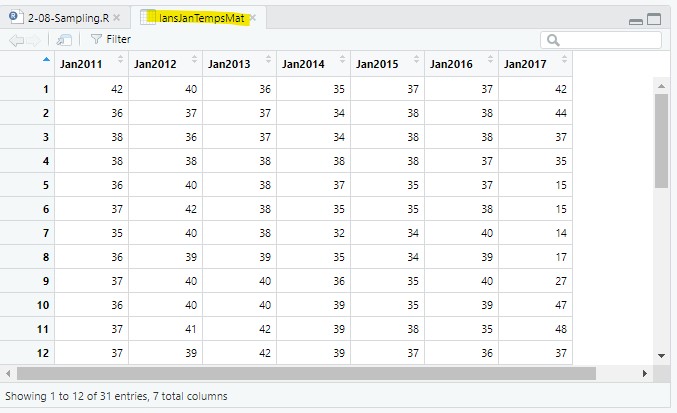 2-08-Sampling.R lansJanTempsMat
Filter
Jan2011 Jan2012 Jan2013 Jan2014 Jan2015 Jan2016 Jan2017
1 42 40 36 35 37 37 42
2 36 37 37 34 38 38 44
3 38 36 37 34 38 38 37
4 38 38 38 38 38 37 35
5 36 40 38 37 35 37 15
6 37 42 38 35 35 38 15
7 35 40 38 32 34 40 14
8 36 39 39 35 34 39 17
9 37 40 40 36 35 40 27
10 36 40 40 39 35 39 47
11 37 41 42 39 38 35 48
12 37 39 42 39 37 36 37
Showing 1 to 12 of 31 entries, 7 total columns